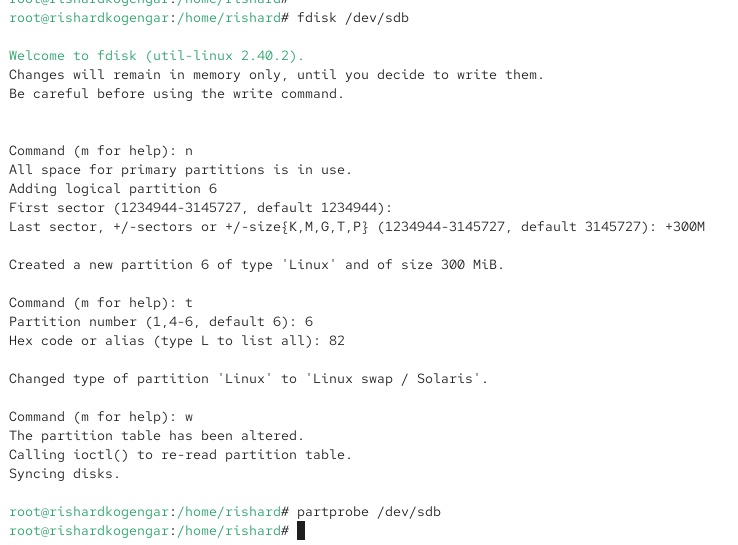 root@rishardkogengar:/home/rishard#
root@rishardkogengar:/home/rishard# fdisk /dev/sdb
Welcome to fdisk (util-linux 2.40.2).
Changes will remain in memory only, until you decide to write them.
Be careful before using the write command.
Command (m for help): n
All space for primary partitions is in use.
Adding logical partition 6
First sector (1234944-3145727, default 1234944):
Last sector, +/-sectors or +/-size{K,M,G,T,P} (1234944-3145727, default 3145727): +300M
Created a new partition 6 of type 'Linux' and of size 300 MiB.
Command (m for help): t
Partition number (1,4-6, default 6): 6
Hex code or alias (type L to list all): 82
Changed type of partition 'Linux' to 'Linux swap / Solaris'.
Command (m for help): w
The partition table has been altered.
Calling ioctl() to re-read partition table.
Syncing disks.
root@rishardkogengar:/home/rishard# partprobe /dev/sdb
root@rishardkogengar:/home/rishard#